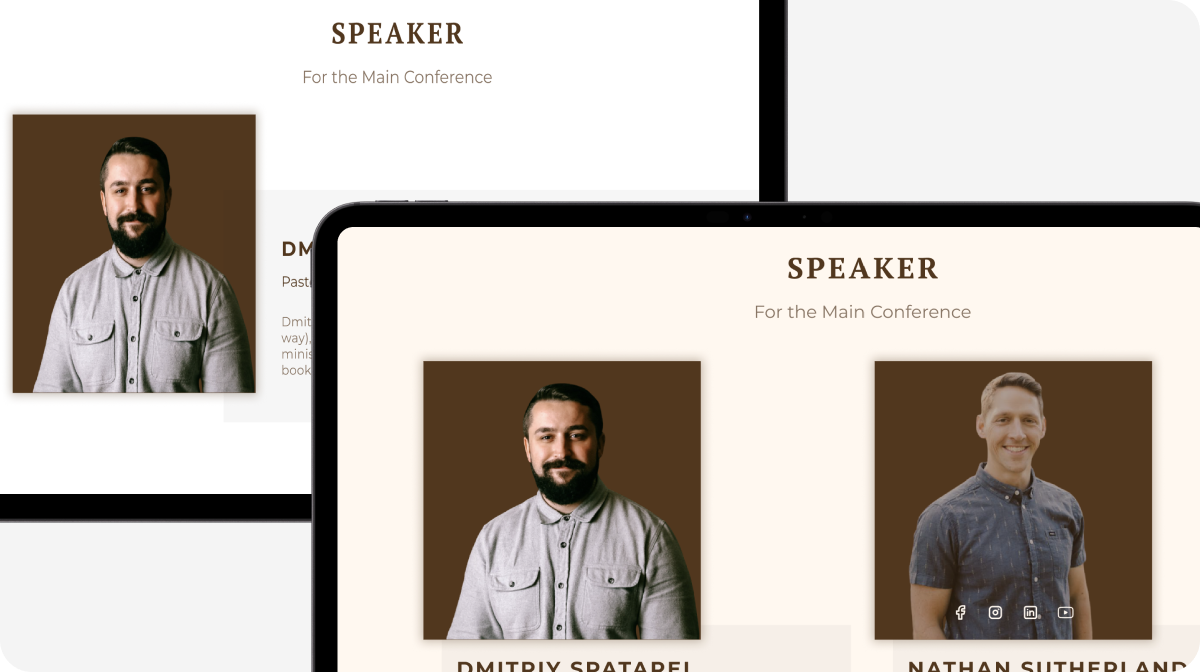 SPEAKER
For the Main Conference
DM
Past
Dmit
way),
minis
book
SPEAKER
For the Main Conference
DMITRIY SPATAREL
NATHAN SUTHERLAND